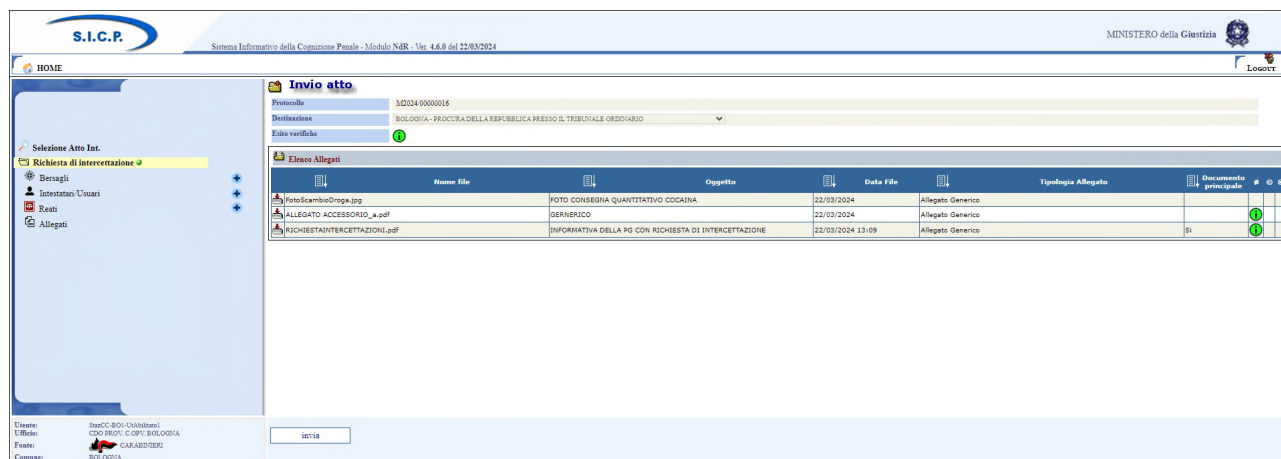 S.I.C.P.
Sistema Informativo della Cognizione Penale - Modulo NdR - Ver. 4.6.0 del 22/03/2024
MINISTERO della Giustizia
HOME
LOGOUT
Selezione Atto Int.
Richiesta di intercettazione
Bersagli
Intestatari/Usuari
Reati
Allegati
Invio atto
Protocollo M2024/00000016
Destinazione BOLOGNA - PROCURA DELLA REPUBBLICA PRESSO IL TRIBUNALE ORDINARIO
Esito verifiche
Elenco Allegati
Nome file Oggetto Data File Tipologia Allegato Documento principale
FotoScambioDroga.jpg FOTO CONSEGNA QUANTITATIVO COCAINA 22/03/2024 Allegato Generico
ALLEGATO ACCESSORIO_a.pdf GERNERICO 22/03/2024 Allegato Generico
RICHIESTAINTERCETTAZIONI.pdf INFORMATIVA DELLA PG CON RICHIESTA DI INTERCETTAZIONE 22/03/2024 13:09 Allegato Generico Si
invia
Utente: StazCC-BO1-UtAbilitato1
Ufficio: CDO PROV. C.OPV. BOLOGNA
Fonte: CARABINIERI
Comune: BOLOGNA